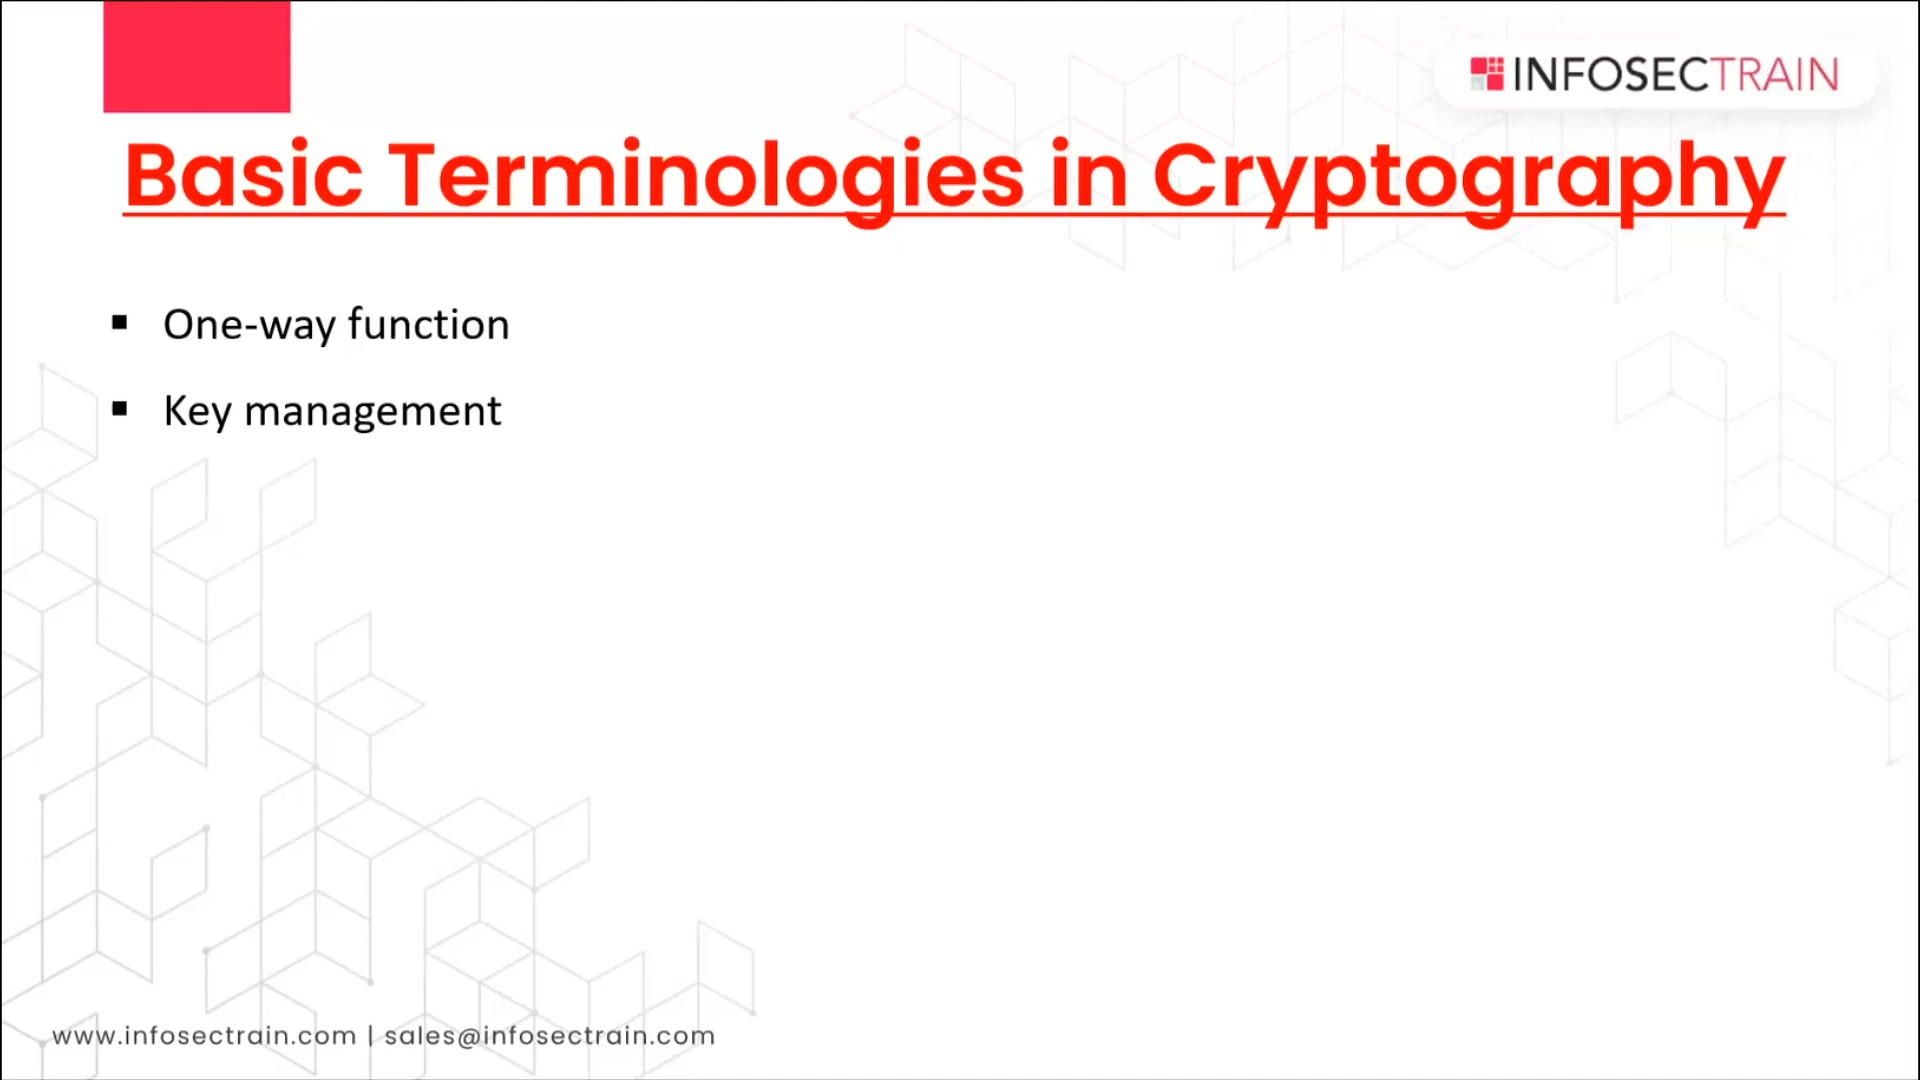 INFOSECTRAIN
Basic Terminologies in Cryptography
▪ One-way function
▪ Key management
www.infosectrain.com | sales@infosectrain.com